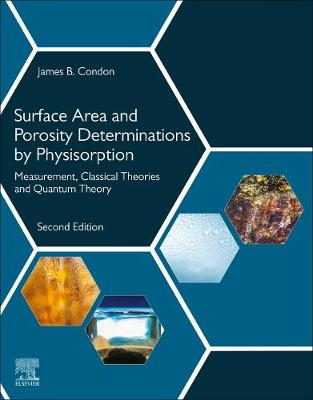 James B. Condon
Surface Area and
Porosity Determinations
by Physisorption
Measurement, Classical Theories
and Quantum Theory
Second Edition
ELSEVIER